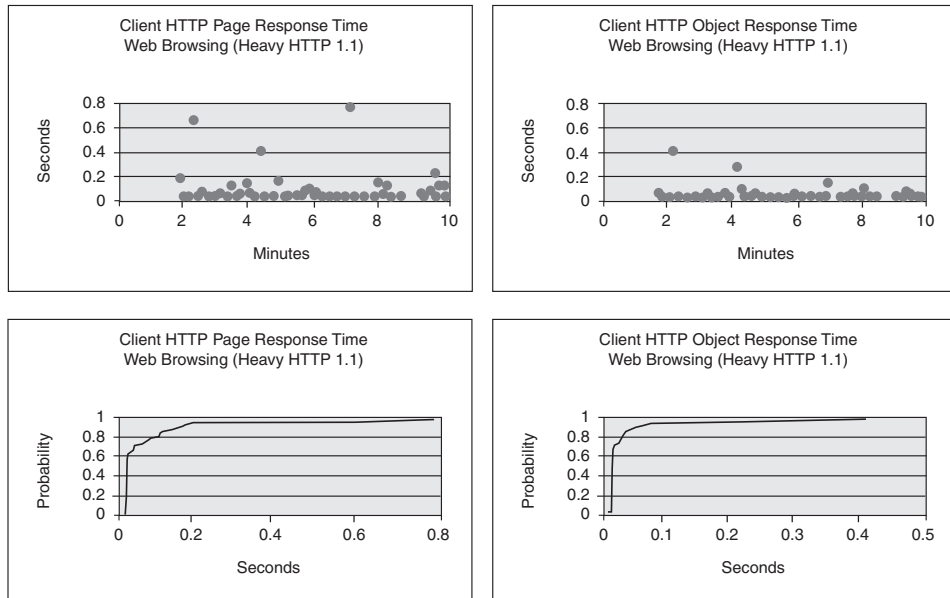 Client HTTP Page Response Time
Web Browsing (Heavy HTTP 1.1)
Seconds
0.8
0.6
0.4
0.2
0
0 2 4 6 8 10
Minutes
Client HTTP Object Response Time
Web Browsing (Heavy HTTP 1.1)
Seconds
0.8
0.6
0.4
0.2
0
0 2 4 6 8 10
Minutes
Client HTTP Page Response Time
Web Browsing (Heavy HTTP 1.1)
Probability
1
0.8
0.6
0.4
0.2
0
0 0.2 0.4 0.6 0.8
Seconds
Client HTTP Object Response Time
Web Browsing (Heavy HTTP 1.1)
Probability
1
0.8
0.6
0.4
0.2
0
0 0.1 0.2 0.3 0.4 0.5
Seconds